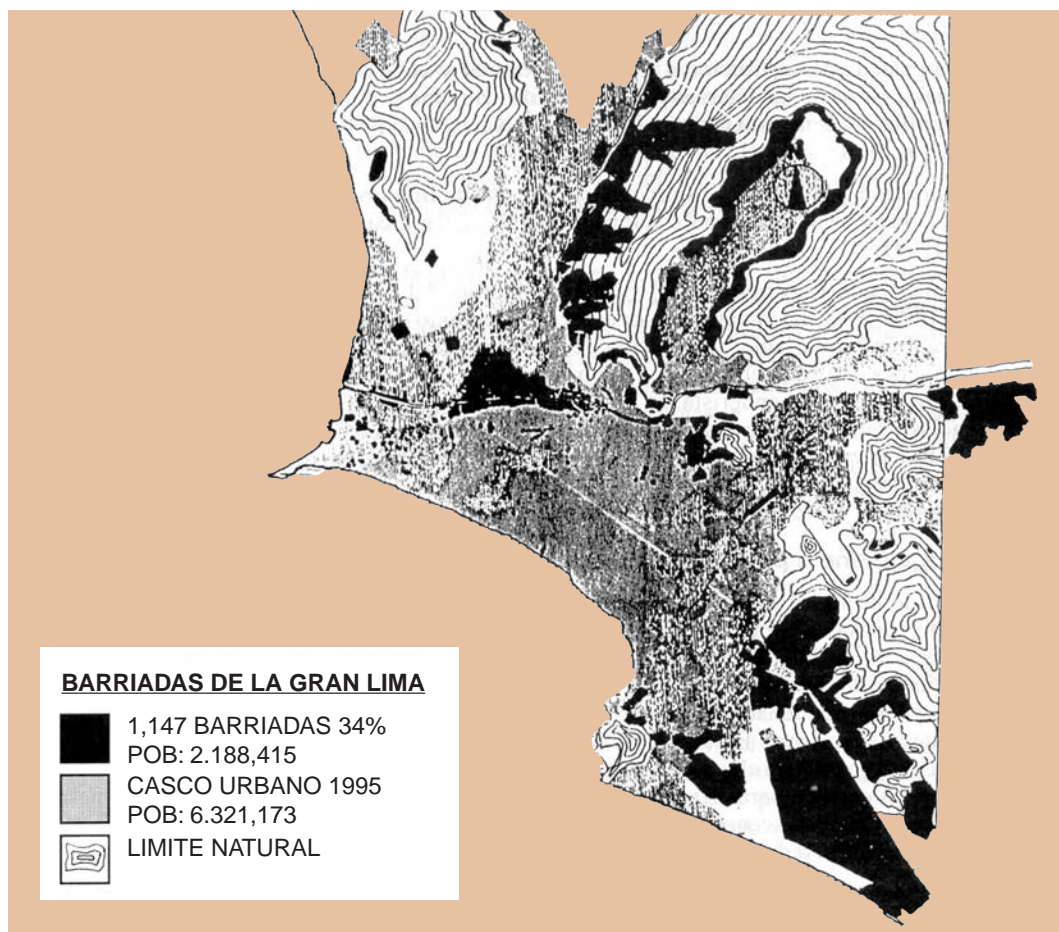 BARRIADAS DE LA GRAN LIMA
1,147 BARRIADAS 34%
POB: 2.188,415
CASCO URBANO 1995
POB: 6.321,173
LIMITE NATURAL